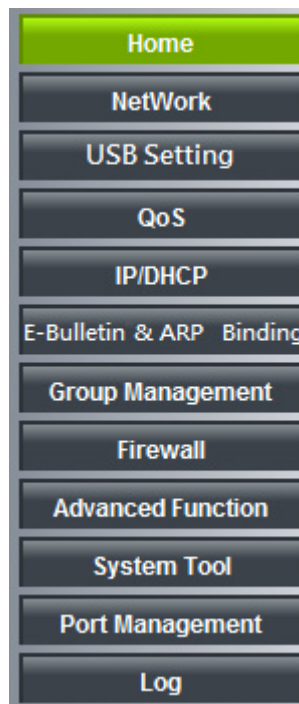 Home
NetWork
USB Setting
QoS
IP/DHCP
E-Bulletin & ARP Binding
Group Management
Firewall
Advanced Function
System Tool
Port Management
Log